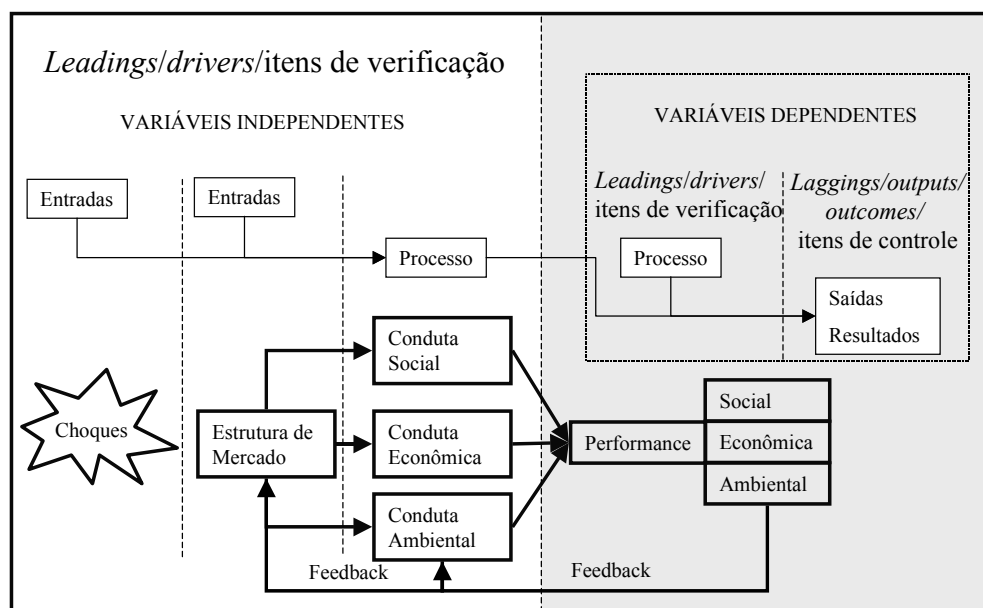 Leadings/drivers/itens de verificação
VARIÁVEIS INDEPENDENTES
VARIÁVEIS DEPENDENTES
Entradas
Entradas
Leadings/drivers/
itens de verificação
Laggings/outputs/
outcomes/
itens de controle
Processo
Processo
Saídas
Resultados
Conduta
Social
Choques
Estrutura de
Mercado
Conduta
Econômica
Conduta
Ambiental
Performance
Social
Econômica
Ambiental
Feedback
Feedback